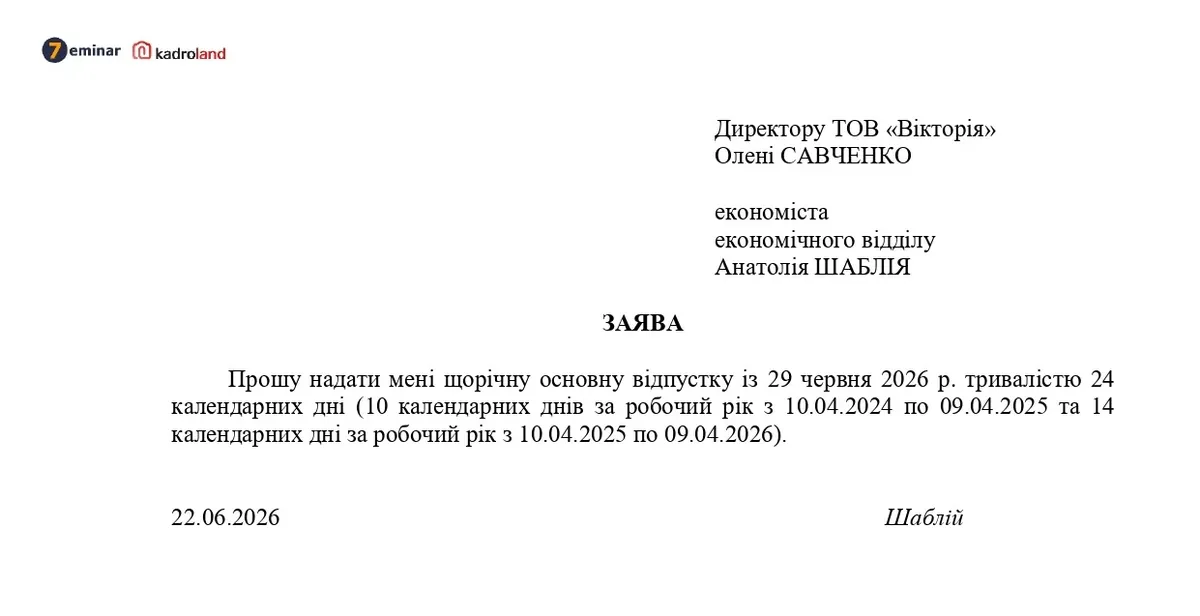 7eminar kadroland
Директору ТОВ «Вікторія»
Олені САВЧЕНКО
економіста
економічного відділу
Анатолія ШАБЛІЯ
ЗАЯВА
Прошу надати мені щорічну основну відпустку із 29 червня 2026 р. тривалістю 24
календарних дні (10 календарних днів за робочий рік з 10.04.2024 по 09.04.2025 та 14
календарних дні за робочий рік з 10.04.2025 по 09.04.2026).
22.06.2026 Шаблій